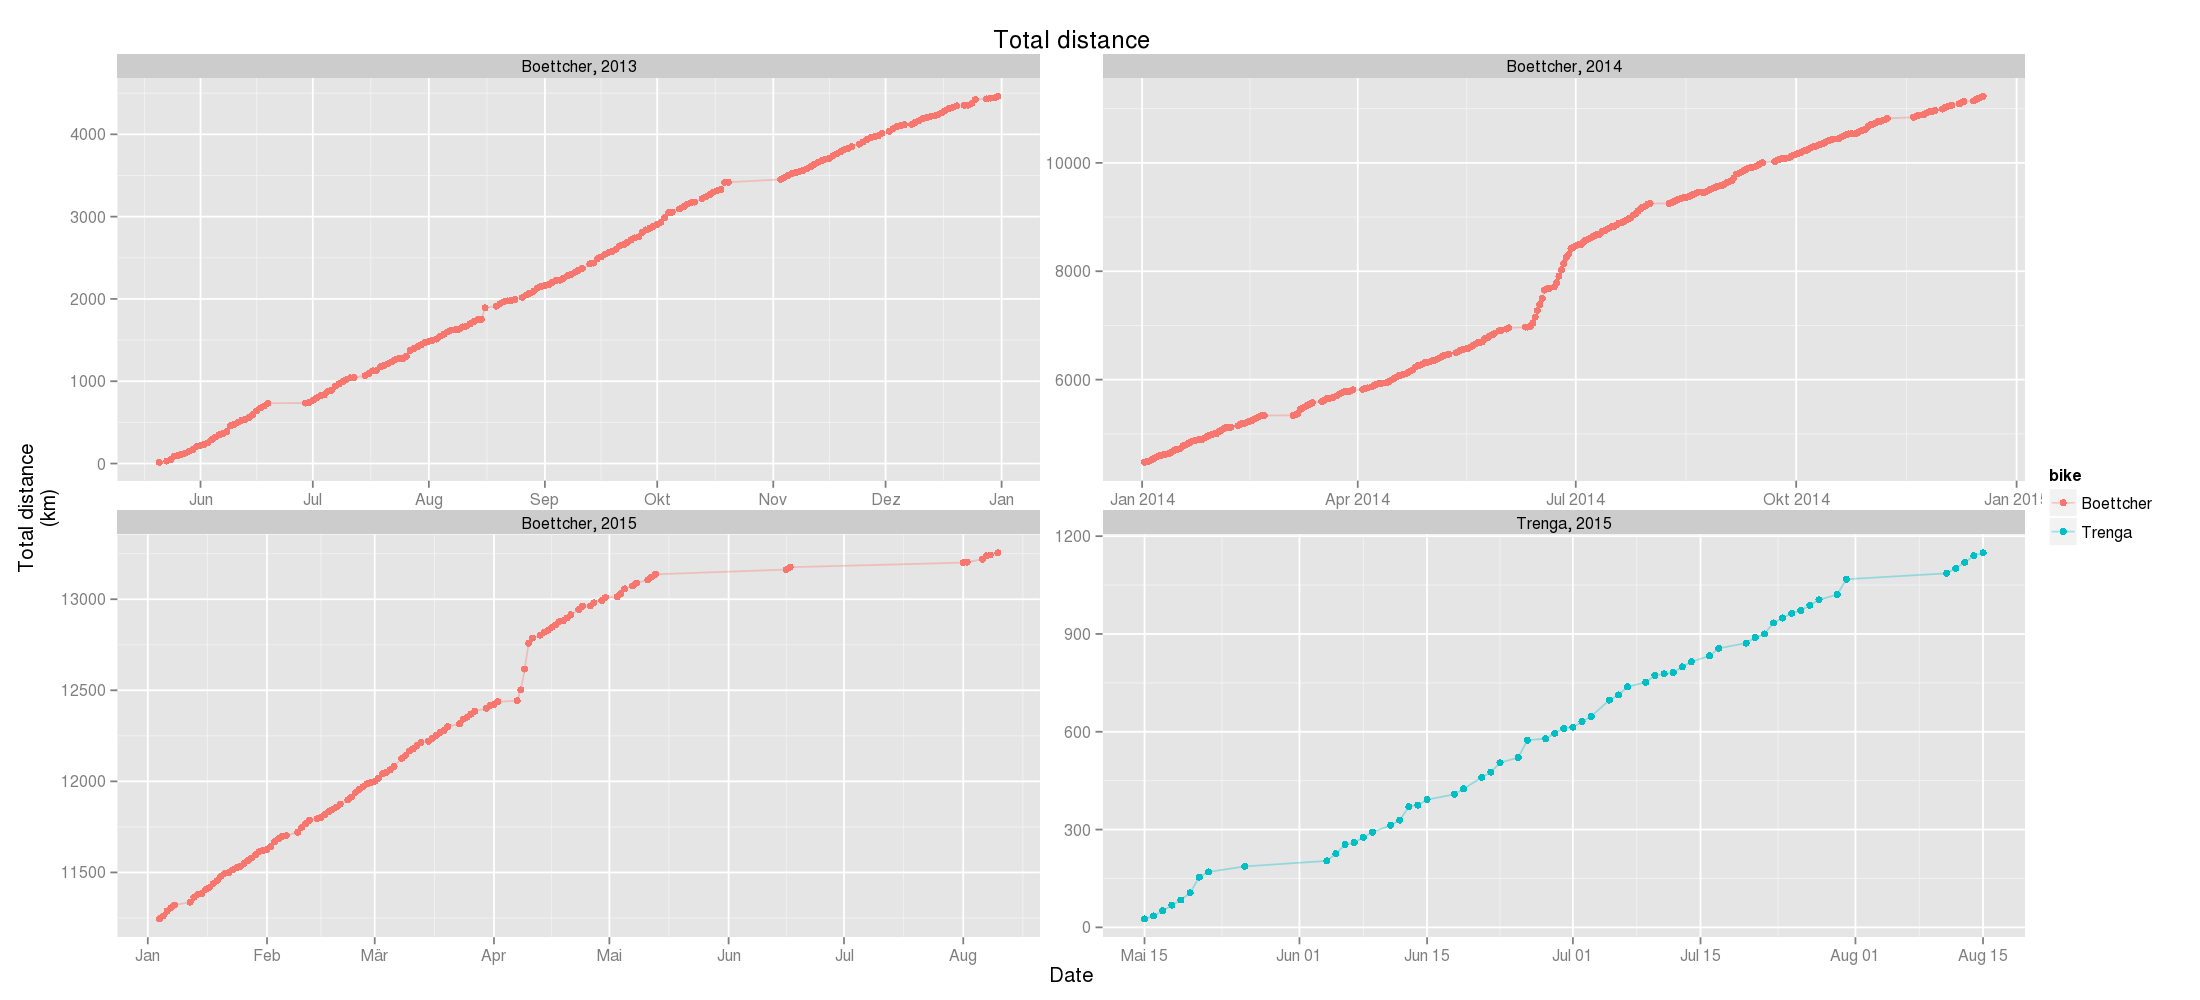 Total distance
Boettcher, 2013
Boettcher, 2014
4000
3000
2000
1000
0
10000
8000
6000
Jun Jul Aug Sep Okt Nov Dez Jan
Jan 2014 Apr 2014 Jul 2014 Okt 2014 Jan 201
Boettcher, 2015
Trenga, 2015
13000
12500
12000
11500
1200
900
600
300
0
Jan Feb Mär Apr Mai Jun Jul Aug
Mai 15 Jun 01 Jun 15 Jul 01 Jul 15 Aug 01 Aug 15
Total distance
(km)
Date
bike
Boettcher
Trenga